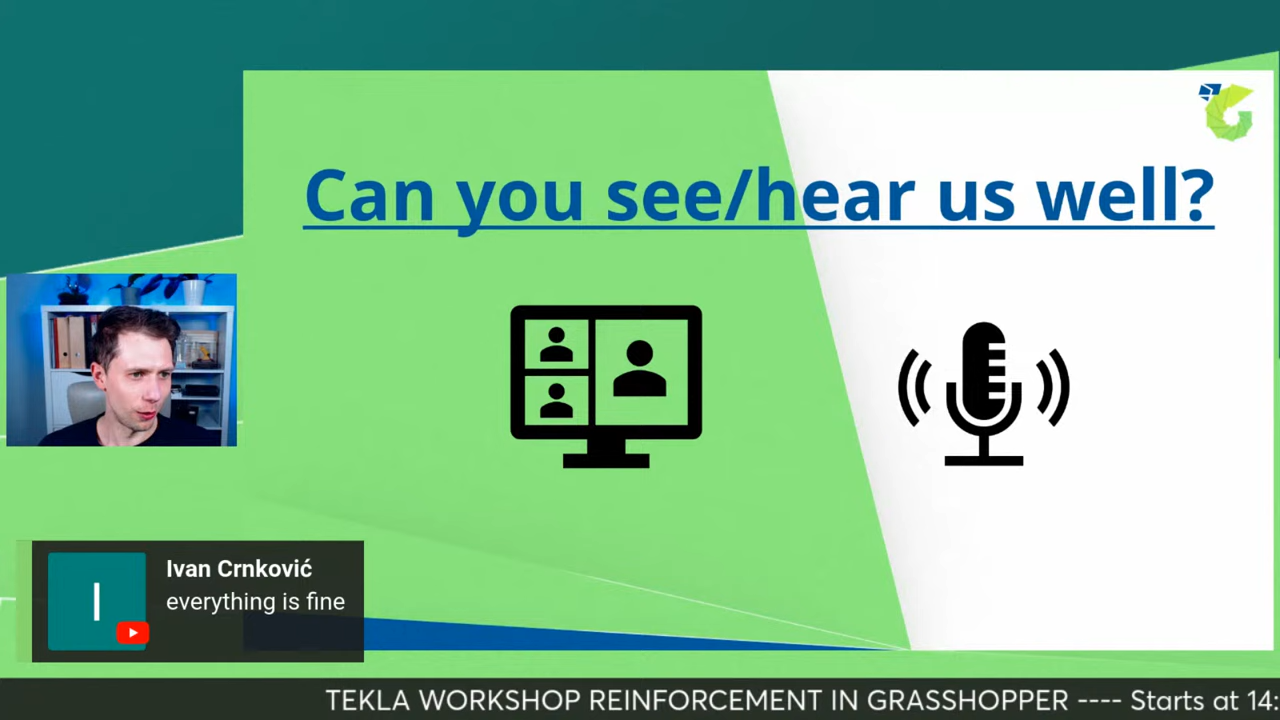 Can you see/hear us well?
I
Ivan Crnković
everything is fine
TEKLA WORKSHOP REINFORCEMENT IN GRASSHOPPER ---- Starts at 14: